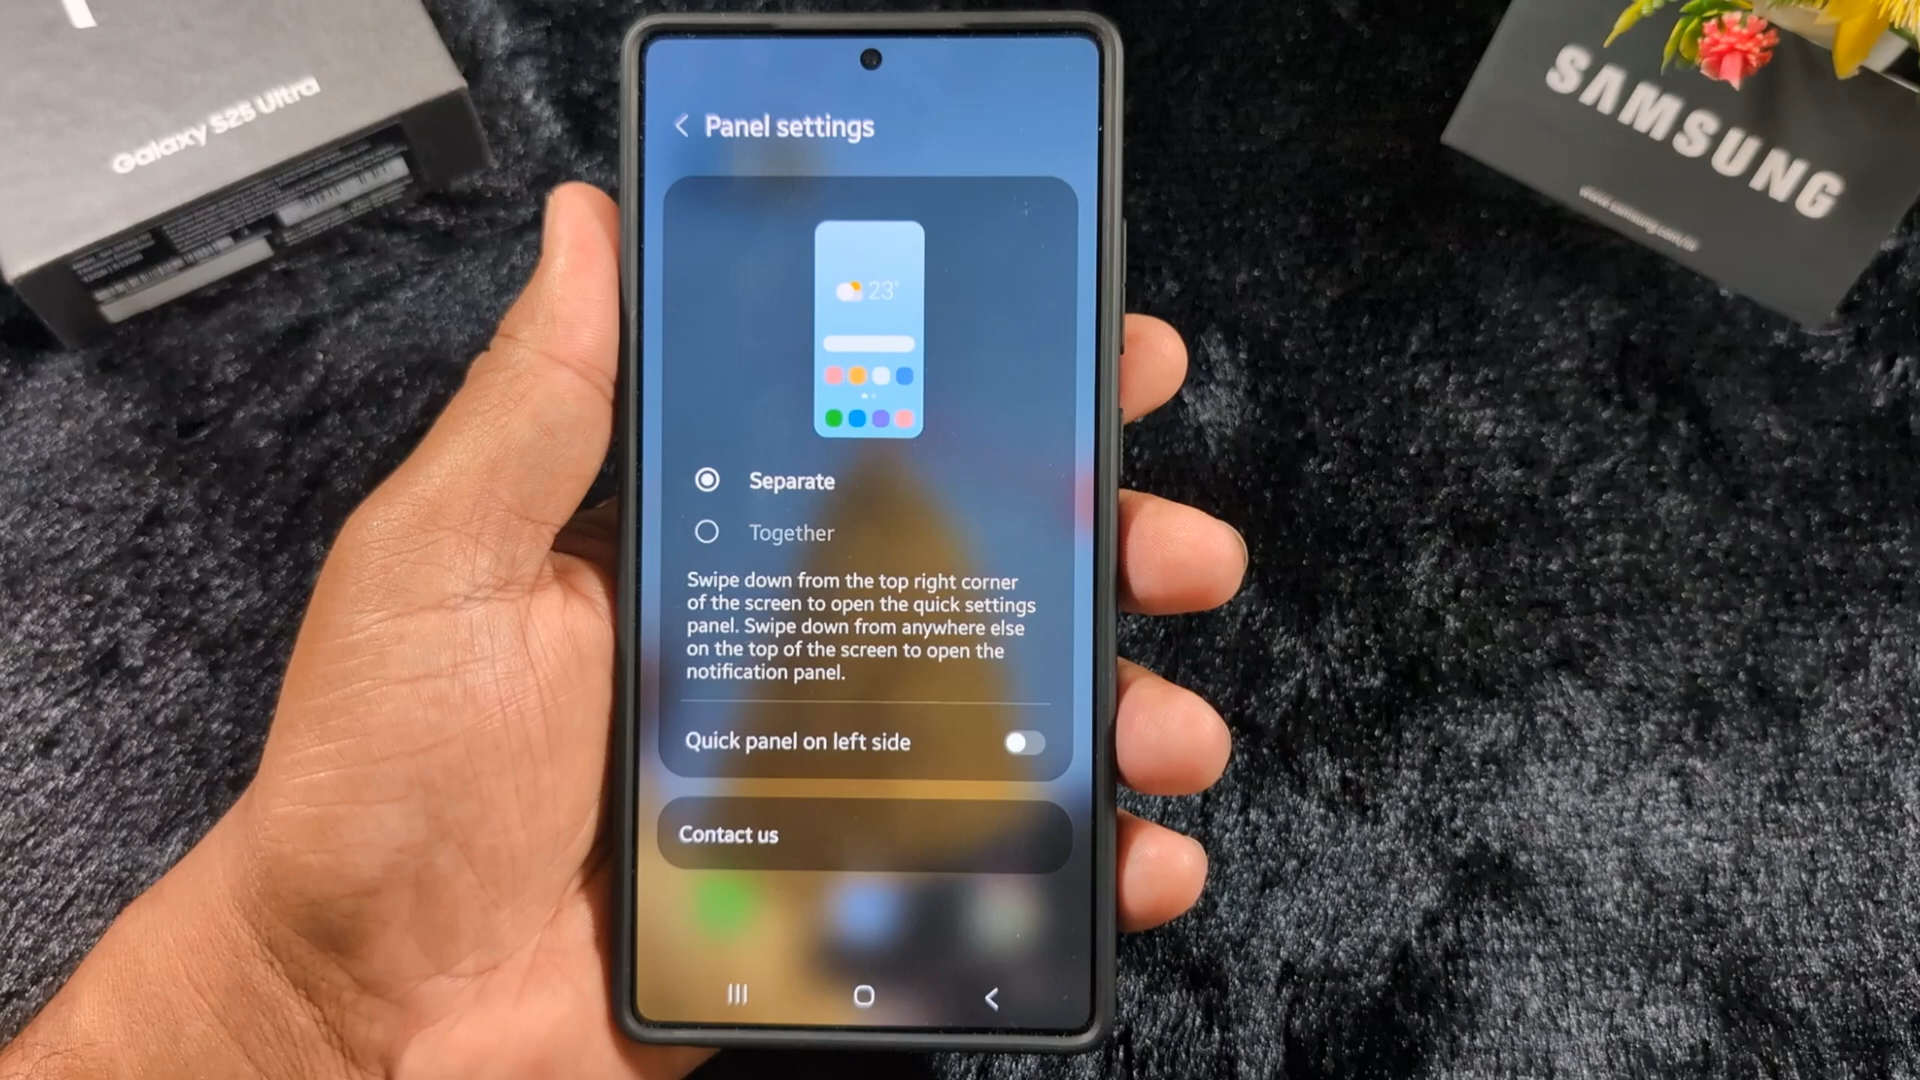 Galaxy S25 Ultra
SAMSUNG
Panel settings
23°
Separate
Together
Swipe down from the top right corner
of the screen to open the quick settings
panel. Swipe down from anywhere else
on the top of the screen to open the
notification panel.
Quick panel on left side
Contact us